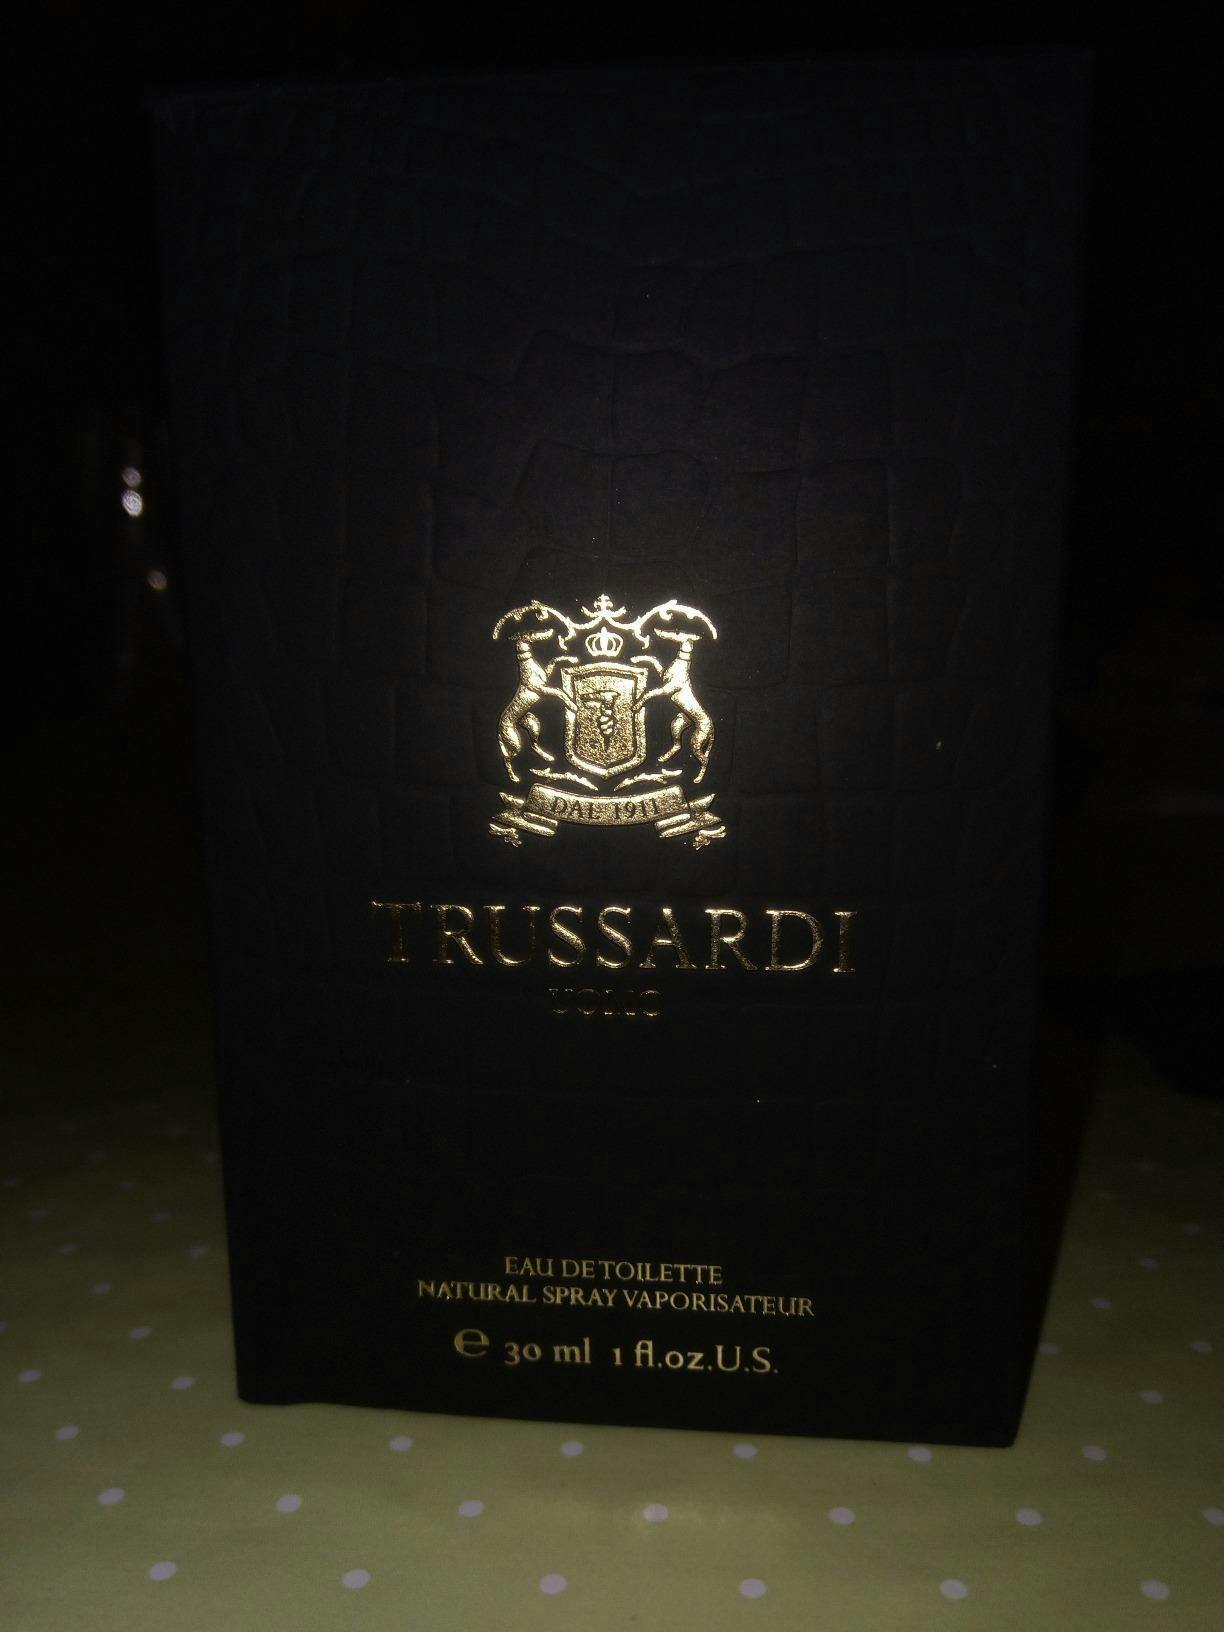 DAL 1911
TRUSSARDI
UOMO
EAU DE TOILETTE
NATURAL SPRAY VAPORISATEUR
℮ 30 ml 1 fl.oz.U.S.